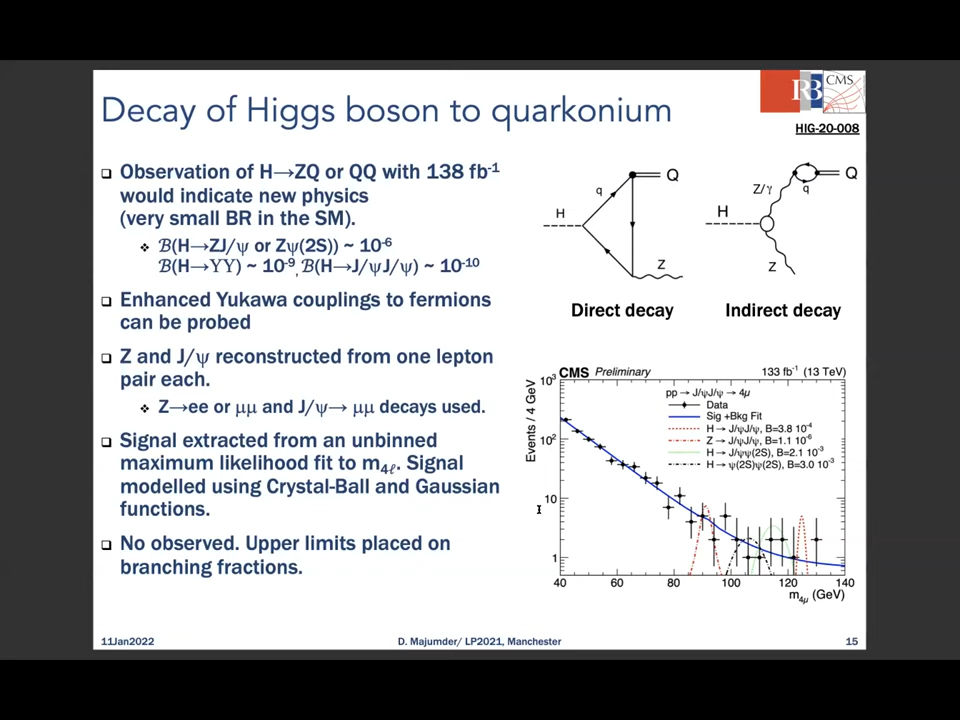 Decay of Higgs boson to quarkonium
CMS
HIG-20-008
❑ Observation of H→ZQ or QQ with 138 fb⁻¹
would indicate new physics
(very small BR in the SM).
❖ ℬ(H→ZJ/ψ or Zψ(2S)) ~ 10⁻⁶
ℬ(H→ΥΥ) ~ 10⁻⁹, ℬ(H→J/ψJ/ψ) ~ 10⁻¹⁰
❑ Enhanced Yukawa couplings to fermions
can be probed
❑ Z and J/ψ reconstructed from one lepton
pair each.
❖ Z→ee or μμ and J/ψ→ μμ decays used.
❑ Signal extracted from an unbinned
maximum likelihood fit to m₄ℓ. Signal
modelled using Crystal-Ball and Gaussian
functions.
❑ No observed. Upper limits placed on
branching fractions.
H
q
Q
Z
Direct decay
H
Z/γ
q
Q
Z
Indirect decay
CMS Preliminary 133 fb⁻¹ (13 TeV)
Events / 4 GeV
10³
10²
10
1
pp → J/ψJ/ψ → 4μ
Data
Sig +Bkg Fit
H → J/ψJ/ψ, B=3.8 10⁻⁴
Z → J/ψJ/ψ, B=1.1 10⁻⁶
H → J/ψψ(2S), B=2.1 10⁻³
H → ψ(2S)ψ(2S), B=3.0 10⁻³
40 60 80 100 120 140
m₄μ (GeV)
11Jan2022 D. Majumder/ LP2021, Manchester 15